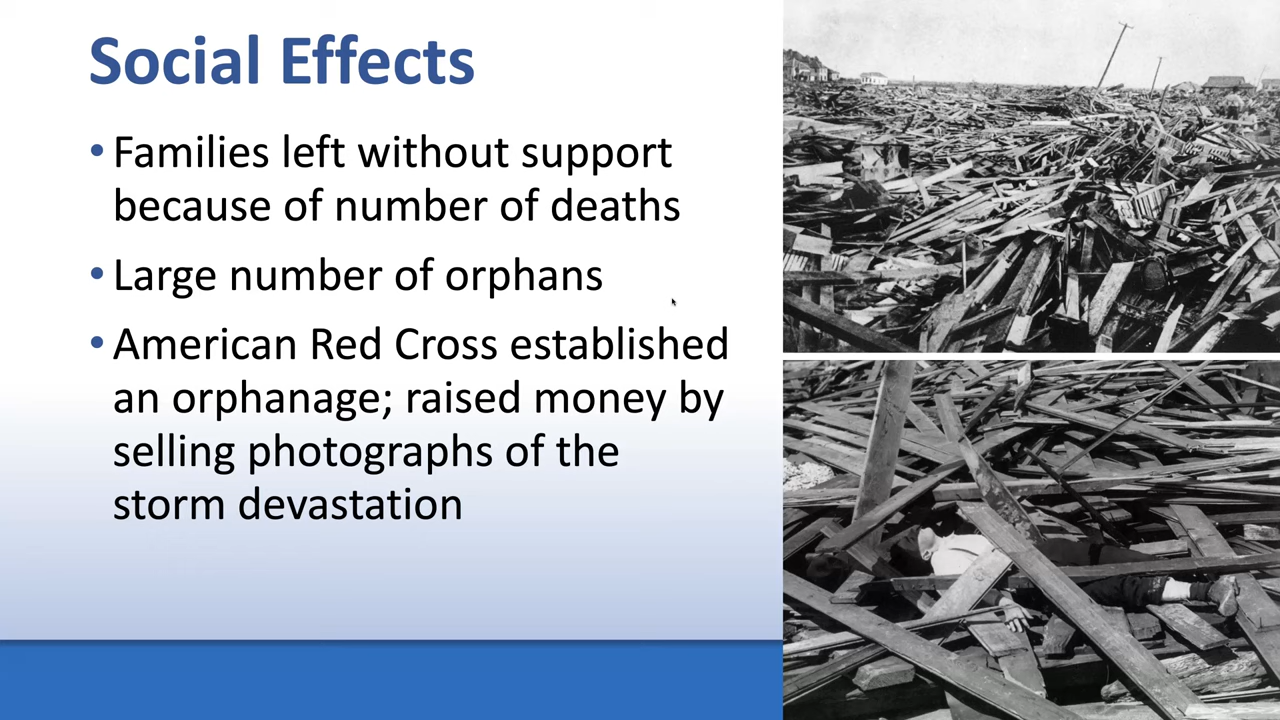 Social Effects
• Families left without support
because of number of deaths
• Large number of orphans
• American Red Cross established
an orphanage; raised money by
selling photographs of the
storm devastation